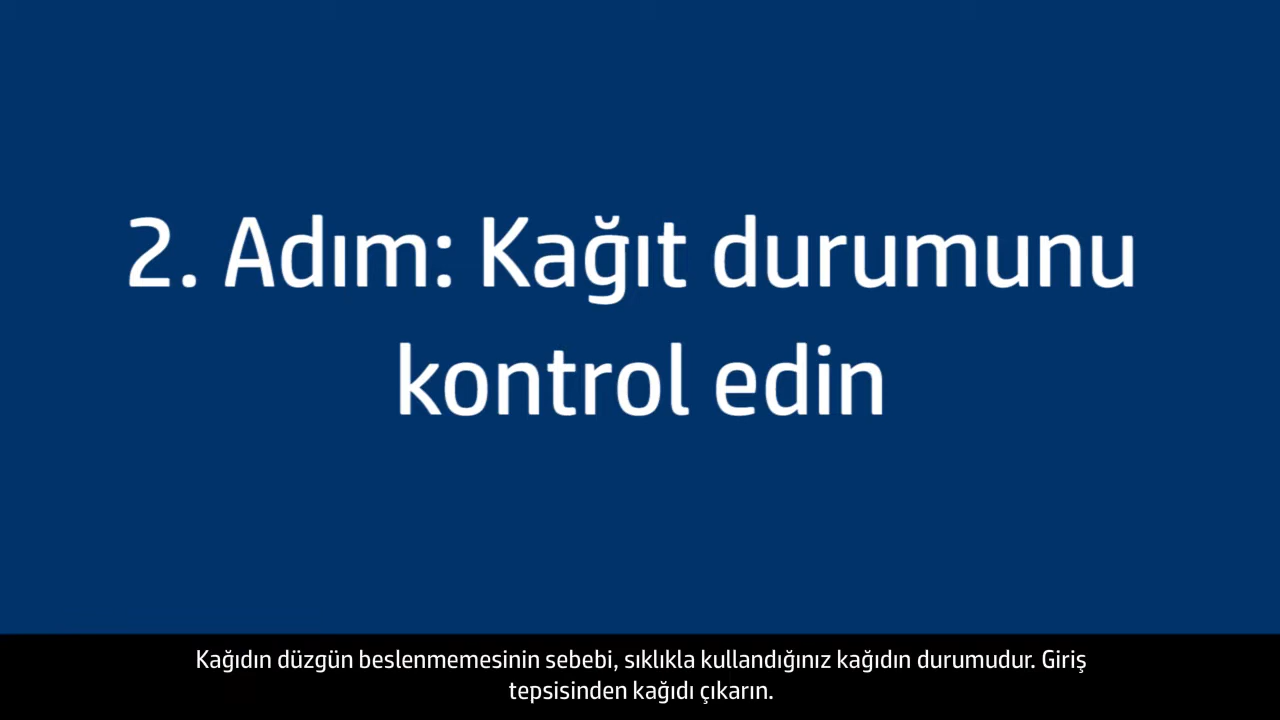 2. Adım: Kağıt durumunu
kontrol edin
Kağıdın düzgün beslenmemesinin sebebi, sıklıkla kullandığınız kağıdın durumudur. Giriş
tepsisinden kağıdı çıkarın.